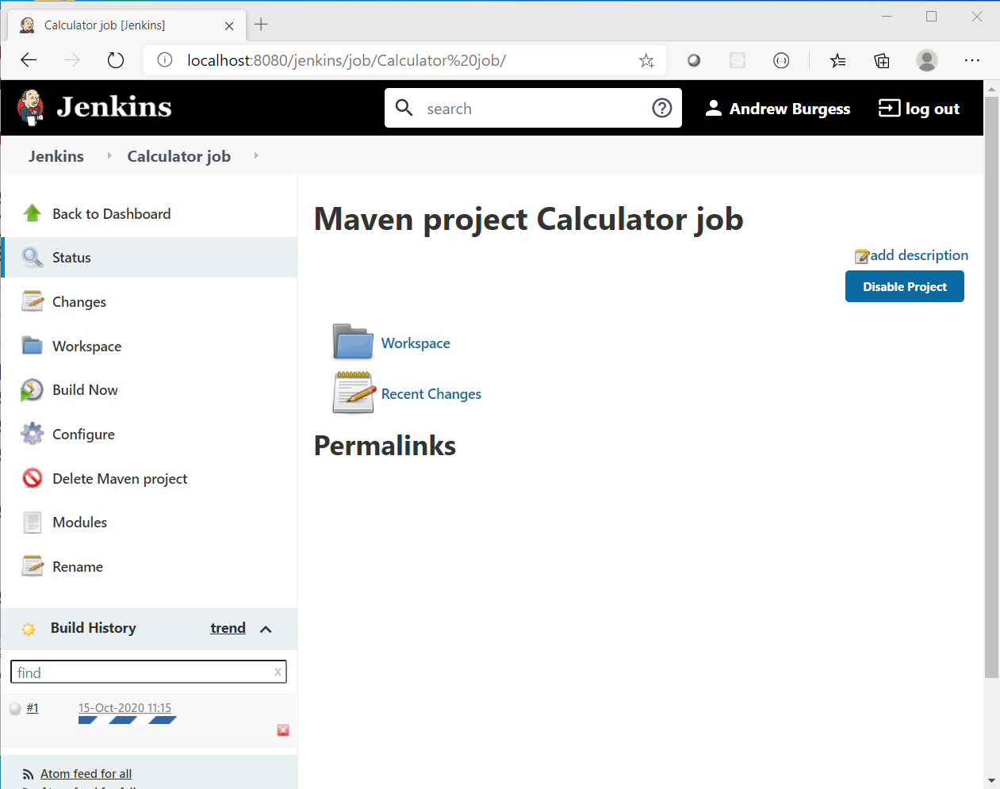 Calculator job [Jenkins]
localhost:8080/jenkins/job/Calculator%20job/
Jenkins
search
Andrew Burgess
log out
Jenkins
Calculator job
Back to Dashboard
Status
Changes
Workspace
Build Now
Configure
Delete Maven project
Modules
Rename
Build History
trend
find
x
#1
15-Oct-2020 11:15
Atom feed for all
Maven project Calculator job
add description
Disable Project
Workspace
Recent Changes
Permalinks